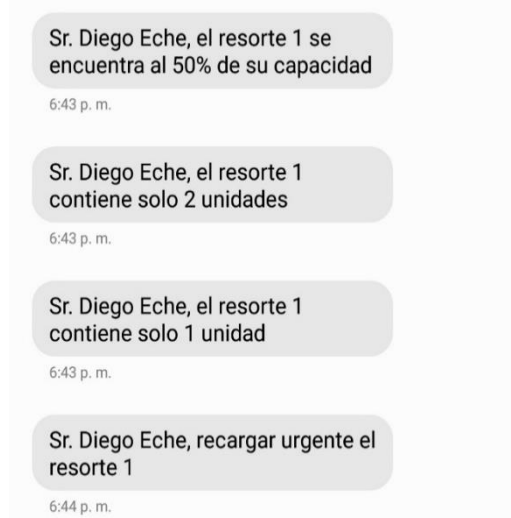 Sr. Diego Eche, el resorte 1 se
encuentra al 50% de su capacidad
6:43 p. m.
Sr. Diego Eche, el resorte 1
contiene solo 2 unidades
6:43 p. m.
Sr. Diego Eche, el resorte 1
contiene solo 1 unidad
6:43 p. m.
Sr. Diego Eche, recargar urgente el
resorte 1
6:44 p. m.